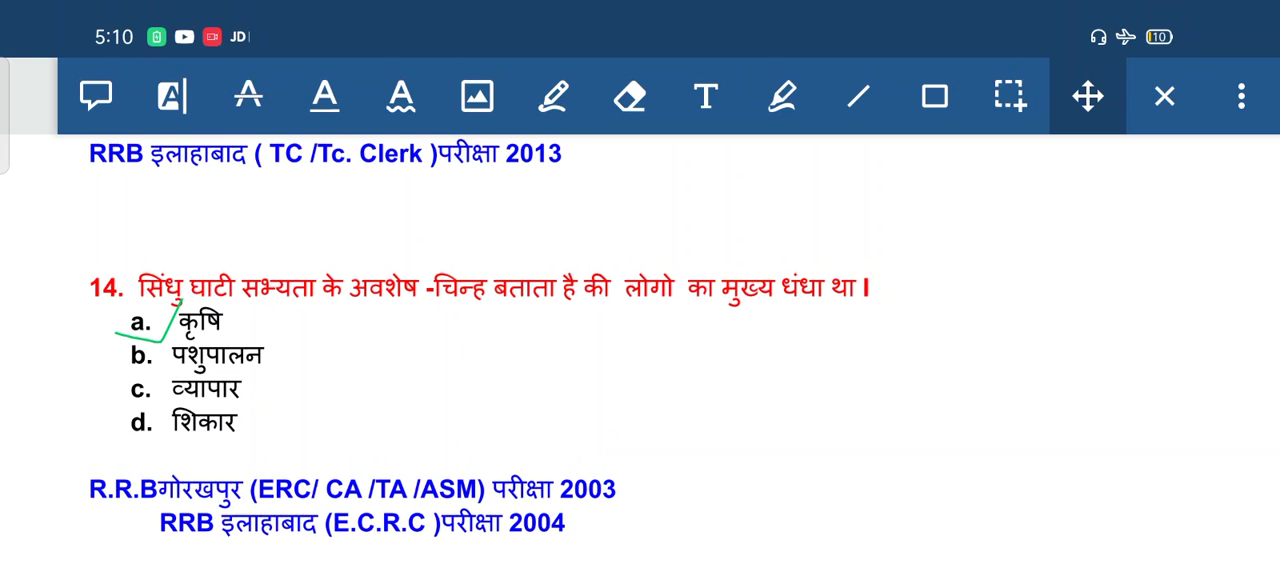 5:10 JD
10
A A A A T
RRB इलाहाबाद ( TC /Tc. Clerk )परीक्षा 2013
14. सिंधु घाटी सभ्यता के अवशेष -चिन्ह बताता है की लोगो का मुख्य धंधा था I
a. कृषि
b. पशुपालन
c. व्यापार
d. शिकार
R.R.Bगोरखपुर (ERC/ CA /TA /ASM) परीक्षा 2003
RRB इलाहाबाद (E.C.R.C )परीक्षा 2004